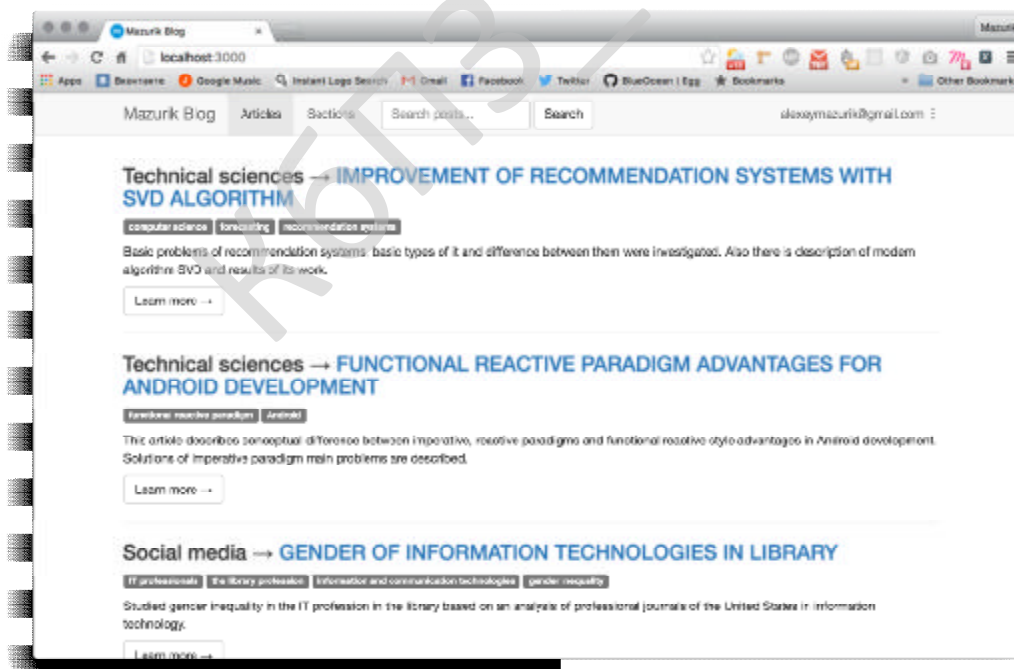 Mazurik Blog
Mazurik
localhost:3000
Apps Google Music Instant Logo Search Gmail Facebook Twitter BlueOcean | Egg Bookmarks Other Bookmark
Mazurik Blog Articles Sections Search posts... Search alexeymazurik@gmail.com
Technical sciences → IMPROVEMENT OF RECOMMENDATION SYSTEMS WITH
SVD ALGORITHM
computer science forecasting recommendation systems
Basic problems of recommendation systems, basic types of it and difference between them were investigated. Also there is description of modern
algorithm SVD and results of its work.
Learn more →
Technical sciences → FUNCTIONAL REACTIVE PARADIGM ADVANTAGES FOR
ANDROID DEVELOPMENT
functional reactive paradigm Android
This article describes conceptual difference between imperative, reactive paradigms and functional reactive style advantages in Android development.
Solutions of imperative paradigm main problems are described.
Learn more →
Social media → GENDER OF INFORMATION TECHNOLOGIES IN LIBRARY
IT professionals the library profession information and communication technologies gender inequality
Studied gender inequality in the IT profession in the library based on an analysis of professional journals of the United States in information
technology.
Learn more →
КбПЗ_